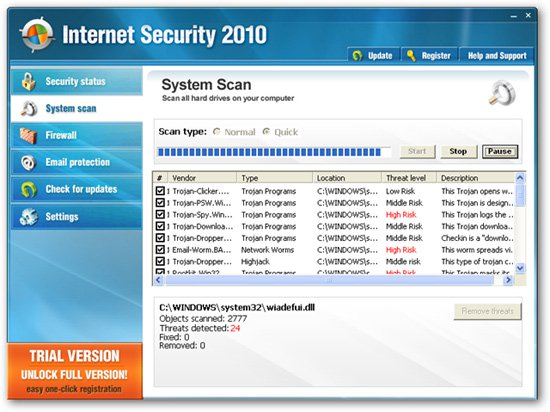 Internet Security 2010
Update
Register
Help and Support
Security status
System scan
Firewall
Email protection
Check for updates
Settings
TRIAL VERSION
UNLOCK FULL VERSION!
easy one-click registration
System Scan
Scan all hard drives on your computer
Scan type: Normal Quick
Start Stop Pause
# Vendor Type Location Threat level Description
1 Trojan-Clicker.... Trojan Programs C:\WINDOWS\s... Low Risk This Trojan opens w...
1 Trojan-PSW.Wi... Trojan Programs C:\WINDOWS\s... Middle Risk This Trojan is design...
1 Trojan-Spy.Win... Trojan Programs C:\WINDOWS\s... High Risk This Trojan logs the ...
1 Trojan-Downloa... Trojan Programs C:\WINDOWS\s... Middle Risk This Trojan downloa...
1 Trojan-Dropper... Trojan Programs C:\WINDOWS\s... High Risk Checkin is a "downlo...
1 Email-Worm.BA... Network Worms C:\WINDOWS\s... High Risk This worm spreads vi...
1 Trojan-Dropper... Highjack C:\WINDOWS\s... Middle Risk This type of trojan c...
1 Rootkit.Win32.... Trojan Programs C:\WINDOWS\s... High Risk This Trojan masks its...
C:\WINDOWS\system32\wiadefui.dll
Objects scanned: 2777
Threats detected: 24
Fixed: 0
Removed: 0
Remove threats